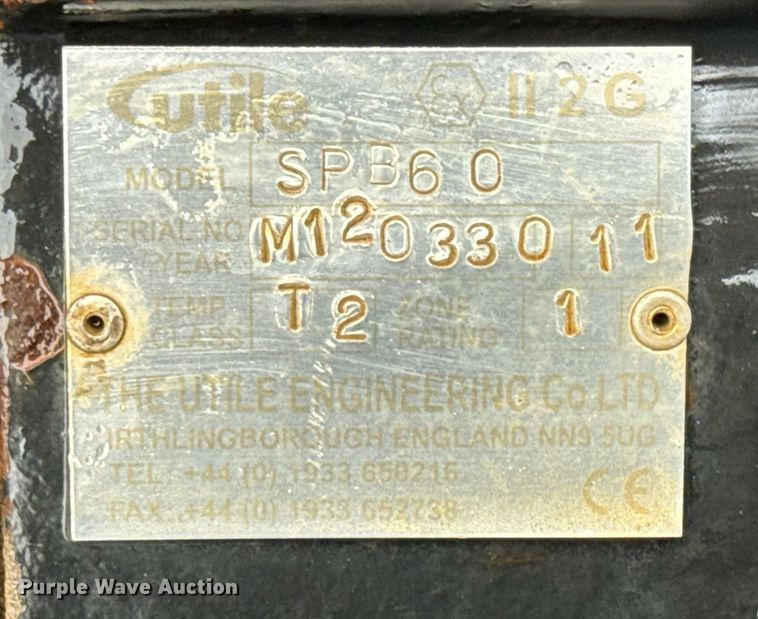 utile Ex II 2 G
MODEL SPB60
SERIAL NO
/YEAR M120330 11
TEMP. CLASS T2 ZONE RATING 1
THE UTILE ENGINEERING Co LTD
IRTHLINGBOROUGH ENGLAND NN9 5UG
TEL: +44 (0) 1933 650216
FAX: +44 (0) 1933 652738
CE
Purple Wave Auction